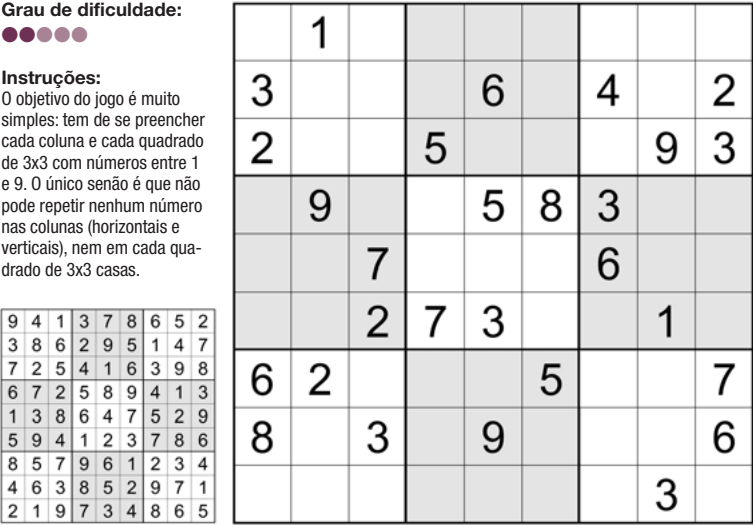 Grau de dificuldade:
Instruções:
O objetivo do jogo é muito
simples: tem de se preencher
cada coluna e cada quadrado
de 3x3 com números entre 1
e 9. O único senão é que não
pode repetir nenhum número
nas colunas (horizontais e
verticais), nem em cada qua-
drado de 3x3 casas.
9 4 1 3 7 8 6 5 2
3 8 6 2 9 5 1 4 7
7 2 5 4 1 6 3 9 8
6 7 2 5 8 9 4 1 3
1 3 8 6 4 7 5 2 9
5 9 4 1 2 3 7 8 6
8 5 7 9 6 1 2 3 4
4 6 3 8 5 2 9 7 1
2 1 9 7 3 4 8 6 5
1
3 6 4 2
2 5 9 3
9 5 8 3
7 6
2 7 3 1
6 2 5 7
8 3 9 6
3